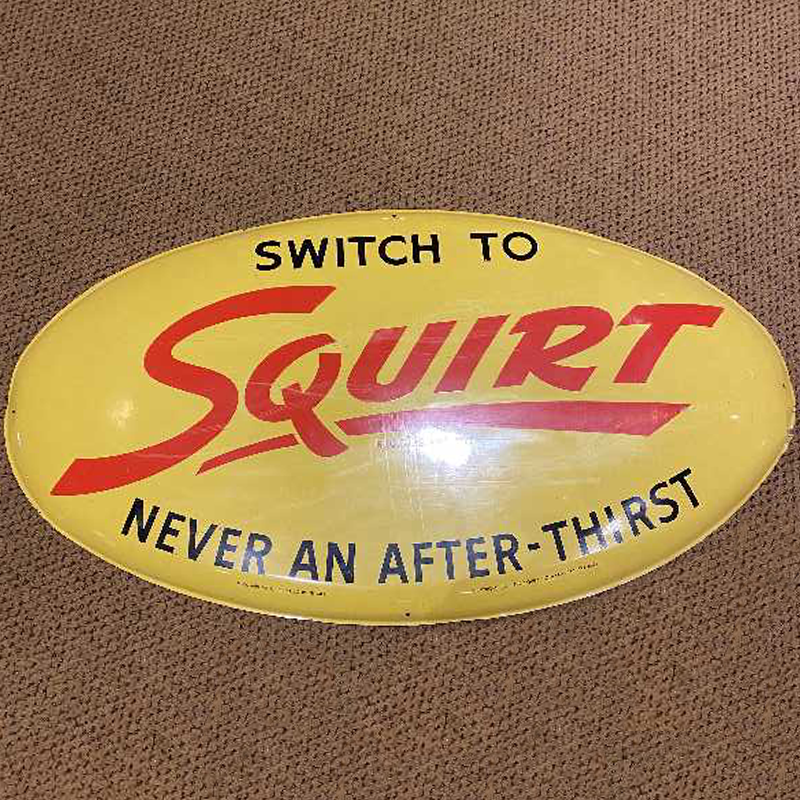 SWITCH TO
SQUIRT
NEVER AN AFTER-THIRST